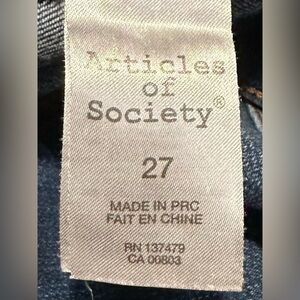 Articles
of
Society®
27
MADE IN PRC
FAIT EN CHINE
RN 137479
CA 00803